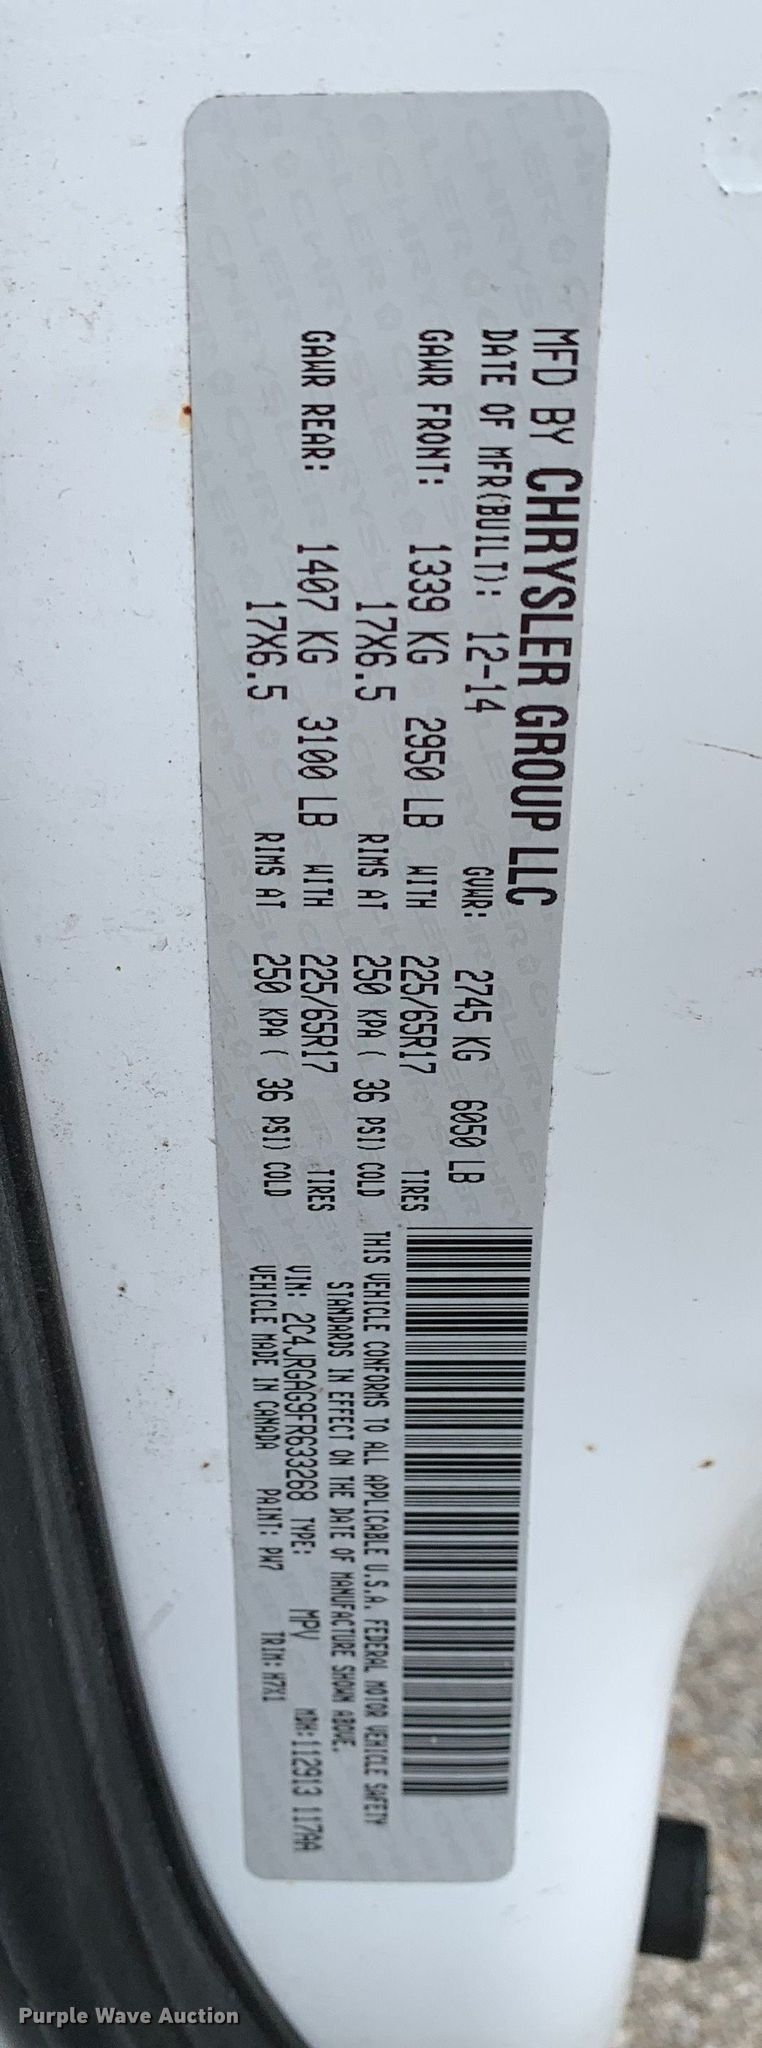 MFD BY CHRYSLER GROUP LLC
DATE OF MFR(BUILT): 12-14 GVWR: 2745 KG 6050 LB
GAWR FRONT: 1339 KG 2950 LB WITH 225/65R17 TIRES
17X6.5 RIMS AT 250 KPA ( 36 PSI) COLD
GAWR REAR: 1407 KG 3100 LB WITH 225/65R17 TIRES
17X6.5 RIMS AT 250 KPA ( 36 PSI) COLD
THIS VEHICLE CONFORMS TO ALL APPLICABLE U.S.A. FEDERAL MOTOR VEHICLE SAFETY
STANDARDS IN EFFECT ON THE DATE OF MANUFACTURE SHOWN ABOVE.
VIN: 2C4JRGAG9FR633268 TYPE: MPV MDH:112913 117AA
VEHICLE MADE IN CANADA PAINT: PW7 TRIM: H7X1
Purple Wave Auction